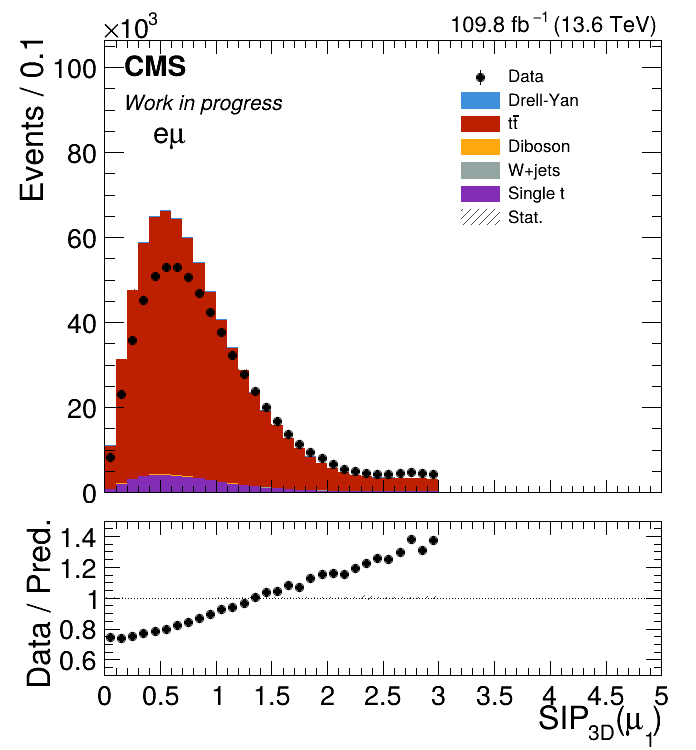 ×10³
109.8 fb⁻¹ (13.6 TeV)
Events / 0.1
100
80
60
40
20
0
CMS
Work in progress
eμ
Data
Drell-Yan
tt̅
Diboson
W+jets
Single t
Stat.
Data / Pred.
1.4
1.2
1
0.8
0.6
0 0.5 1 1.5 2 2.5 3 3.5 4 4.5 5
SIP₃D(μ₁)